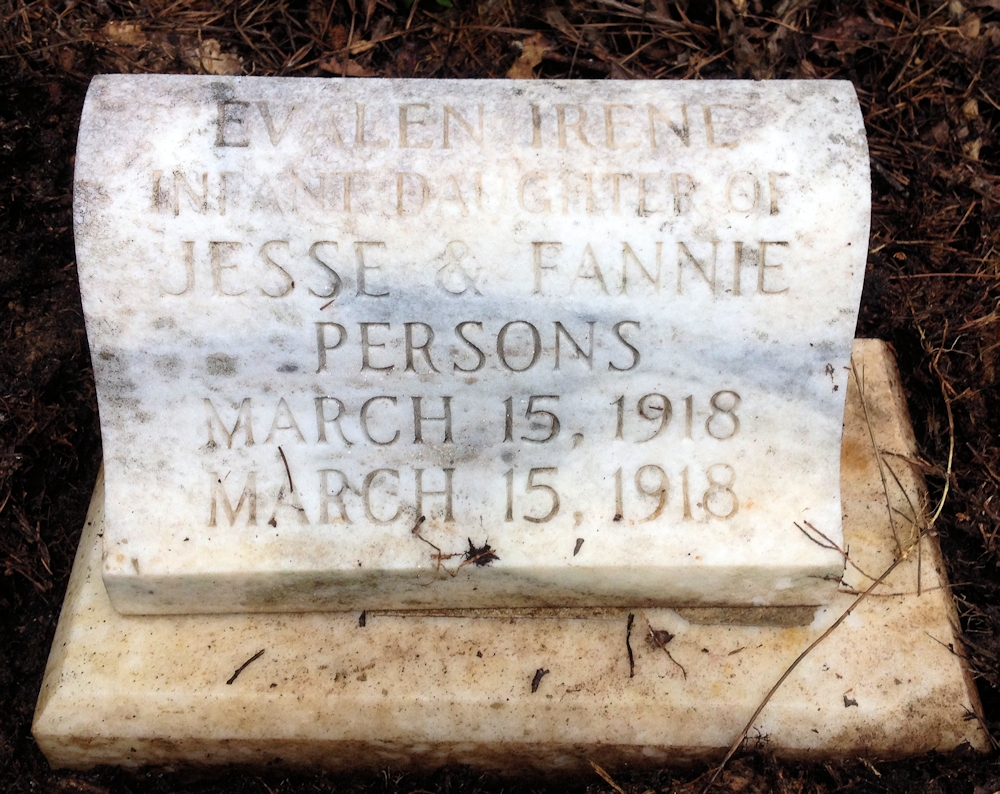 EVALEN IRENE
INFANT DAUGHTER OF
JESSE & FANNIE
PERSONS
MARCH 15, 1918
MARCH 15, 1918